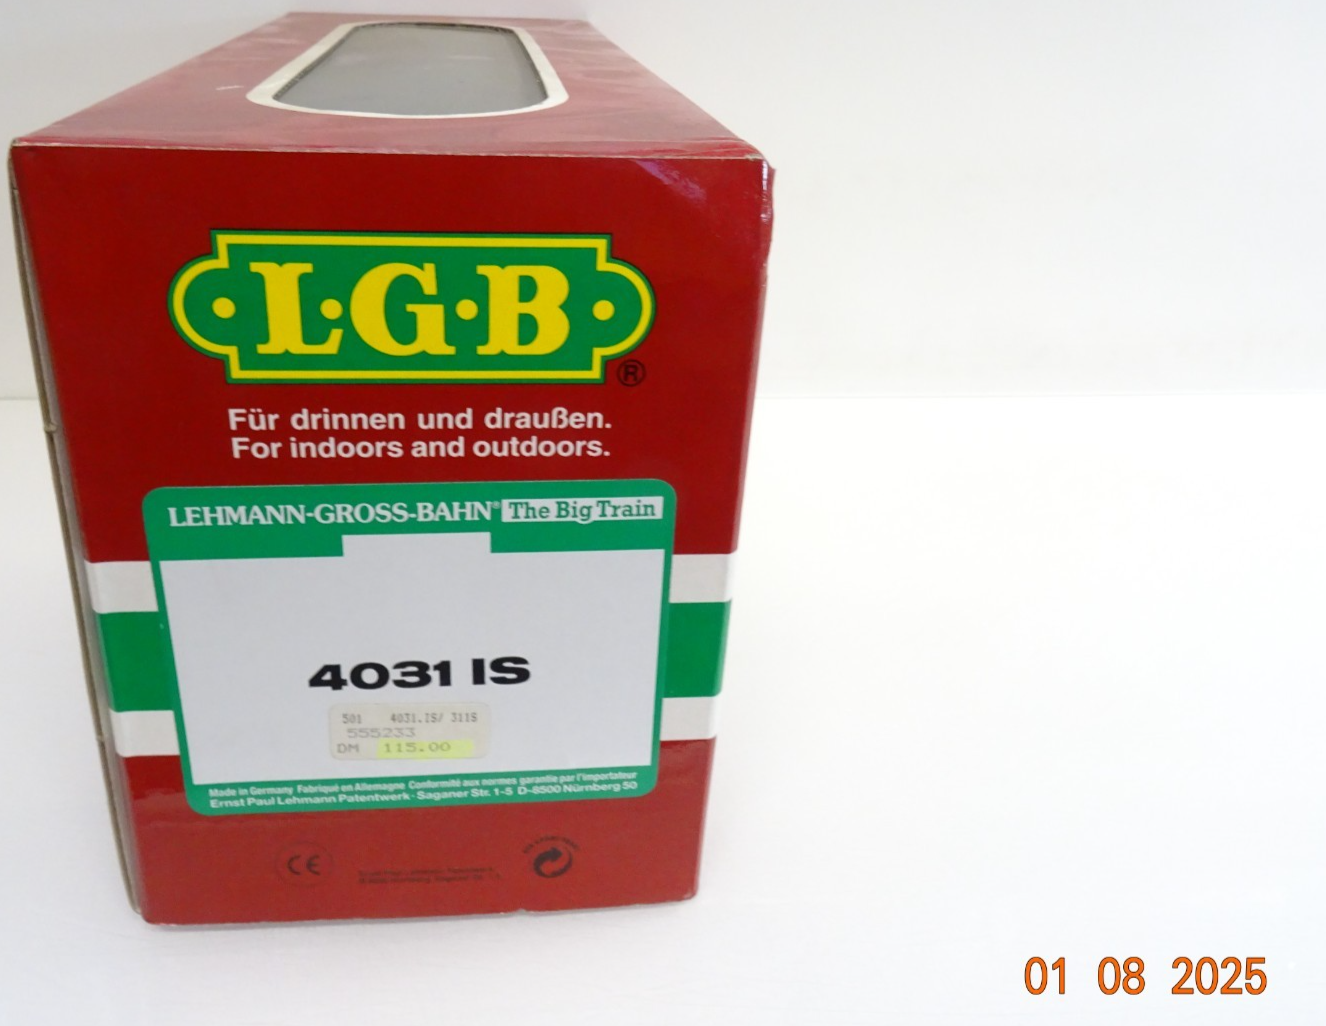 L·G·B
®
Für drinnen und draußen.
For indoors and outdoors.
LEHMANN-GROSS-BAHN® The Big Train
4031 IS
501 4031.IS/ 311S
555233
DM 115.00
Made in Germany Fabriqué en Allemagne Conformité aux normes garantie par l'importateur
Ernst Paul Lehmann Patentwerk · Saganer Str. 1-5 D-8500 Nürnberg 50
CE
01 08 2025